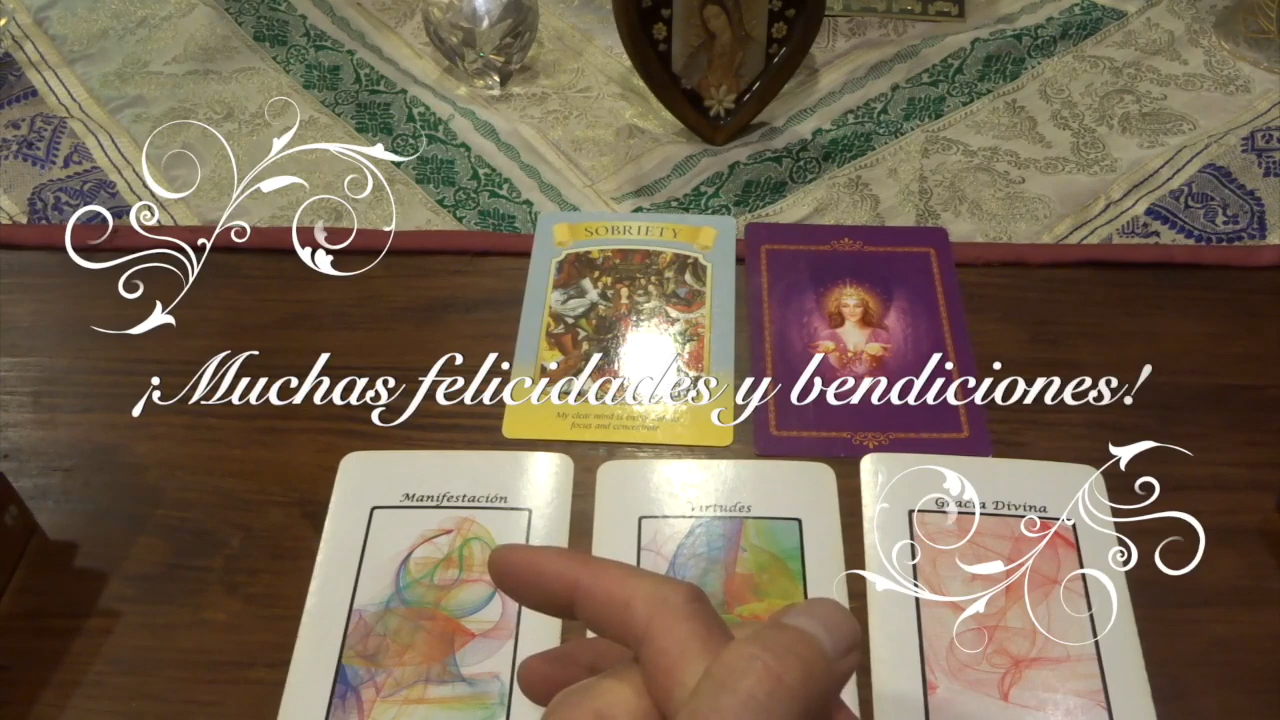 SOBRIETY
¡Muchas felicidades y bendiciones!
My clear mind is
focus and concentrate
Manifestación
Virtudes
Gracia Divina